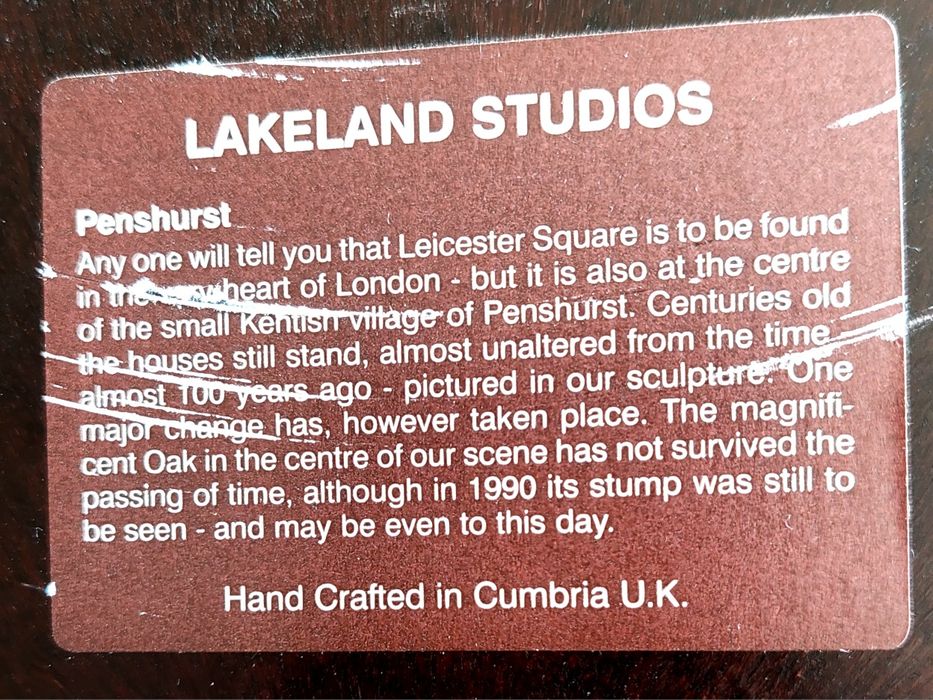 LAKELAND STUDIOS
Penshurst
Any one will tell you that Leicester Square is to be found
in the very heart of London - but it is also at the centre
of the small Kentish village of Penshurst. Centuries old
the houses still stand, almost unaltered from the time -
almost 100 years ago - pictured in our sculpture. One
major change has, however taken place. The magnifi-
cent Oak in the centre of our scene has not survived the
passing of time, although in 1990 its stump was still to
be seen - and may be even to this day.
Hand Crafted in Cumbria U.K.